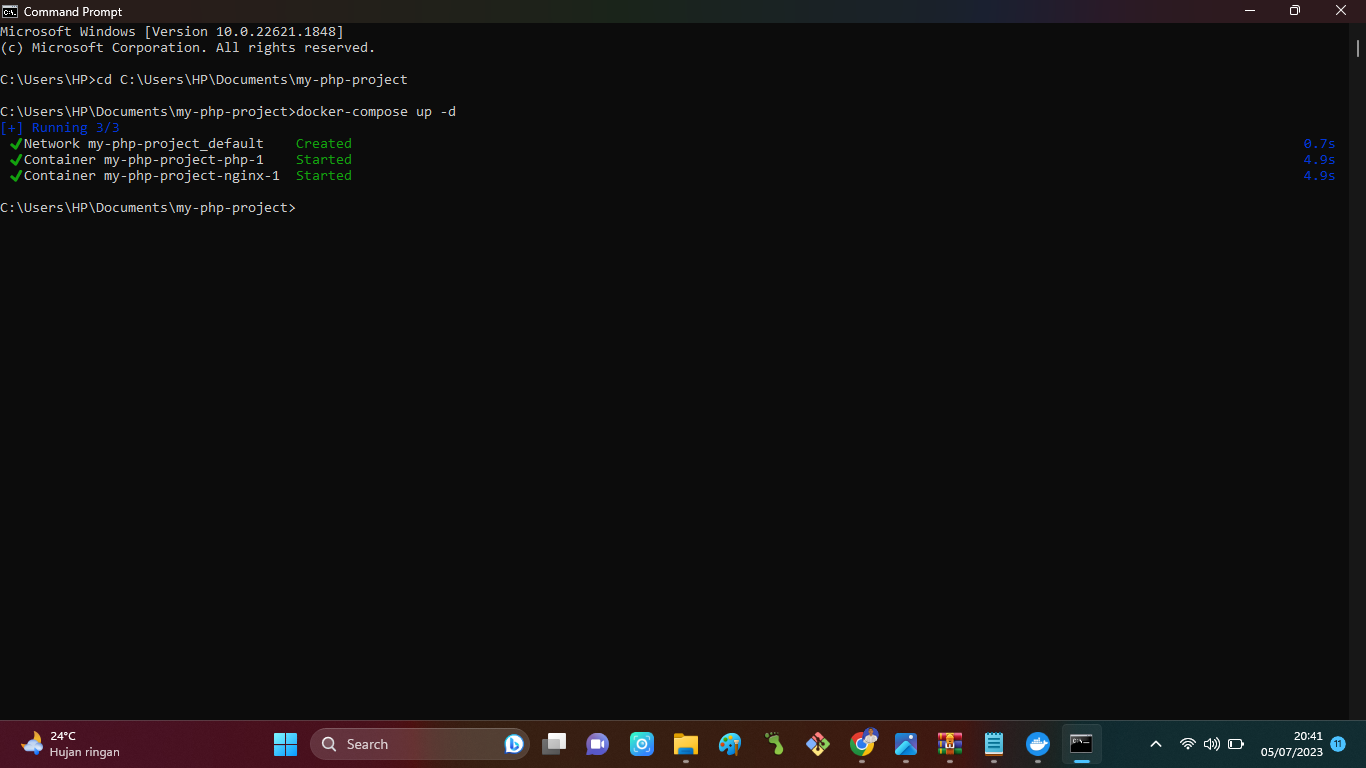 Command Prompt
Microsoft Windows [Version 10.0.22621.1848]
(c) Microsoft Corporation. All rights reserved.
C:\Users\HP>cd C:\Users\HP\Documents\my-php-project
C:\Users\HP\Documents\my-php-project>docker-compose up -d
[+] Running 3/3
✔Network my-php-project_default Created 0.7s
✔Container my-php-project-php-1 Started 4.9s
✔Container my-php-project-nginx-1 Started 4.9s
C:\Users\HP\Documents\my-php-project>
24°C
Hujan ringan
Search
20:41
05/07/2023
11